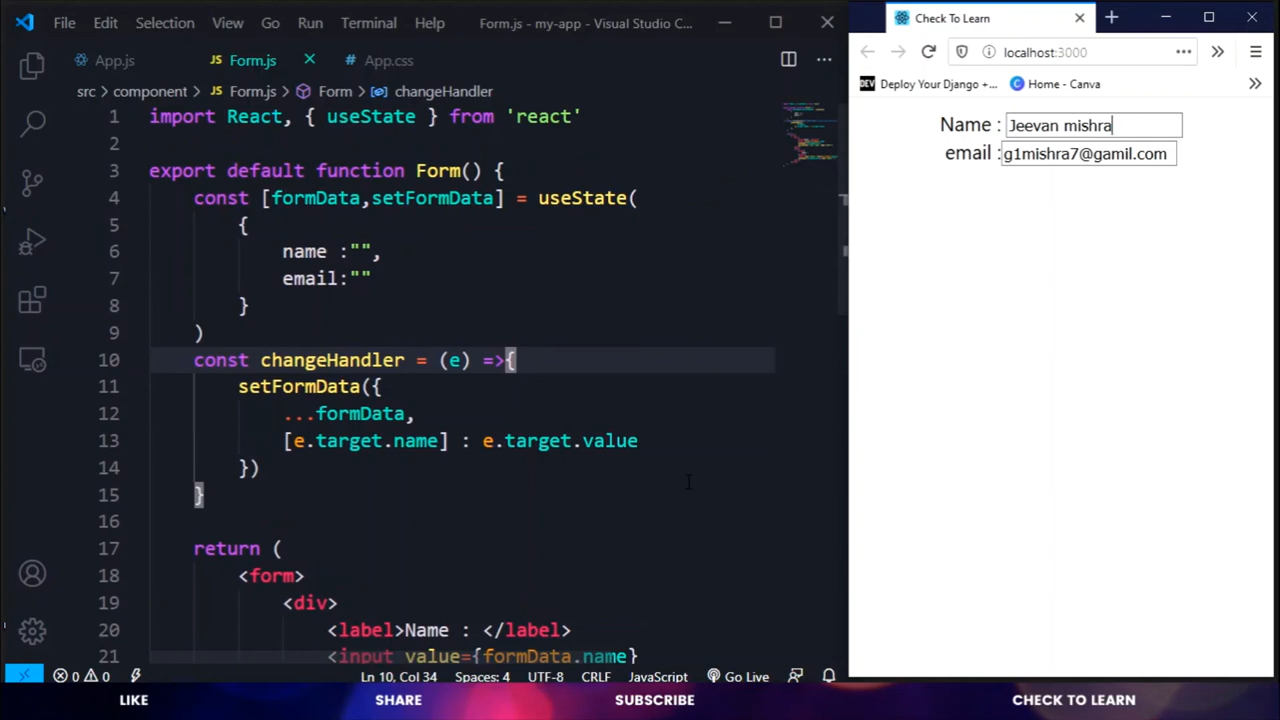 File Edit Selection View Go Run Terminal Help Form.js - my-app - Visual Studio C...
App.js Form.js App.css
src > component > Form.js > Form > changeHandler
1 import React, { useState } from 'react'
2
3 export default function Form() {
4 const [formData,setFormData] = useState(
5 {
6 name :"",
7 email:""
8 }
9 )
10 const changeHandler = (e) =>{
11 setFormData({
12 ...formData,
13 [e.target.name] : e.target.value
14 })
15 }
16
17 return (
18 <form>
19 <div>
20 <label>Name : </label>
21 <input value={formData.name}
0 0 Ln 10, Col 34 Spaces: 4 UTF-8 CRLF JavaScript Go Live
Check To Learn
localhost:3000
DEV Deploy Your Django +... Home - Canva
Name : Jeevan mishra
email : g1mishra7@gamil.com
LIKE SHARE SUBSCRIBE CHECK TO LEARN